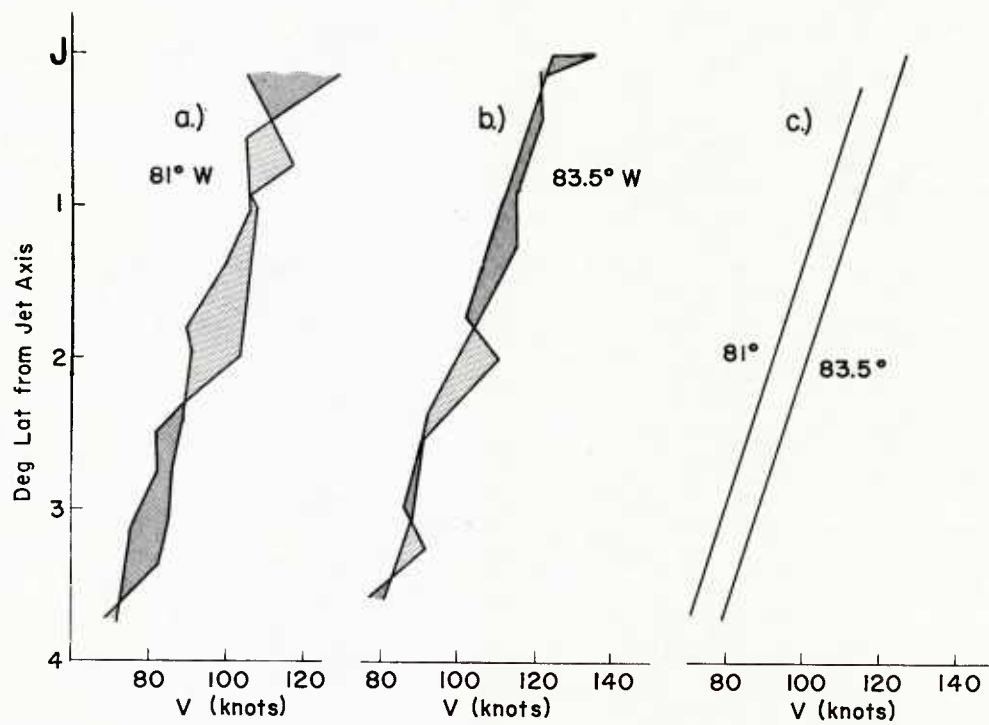 J
a.)
b.)
c.)
81° W
83.5° W
1
Deg Lat from Jet Axis
2
81°
83.5°
3
4
80 100 120
80 100 120 140
80 100 120 140
V (knots)
V (knots)
V (knots)